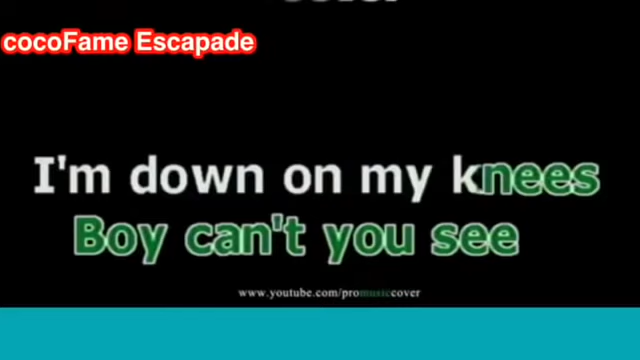 cocoFame Escapade
I'm down on my knees
Boy can't you see
www.youtube.com/promusiccover